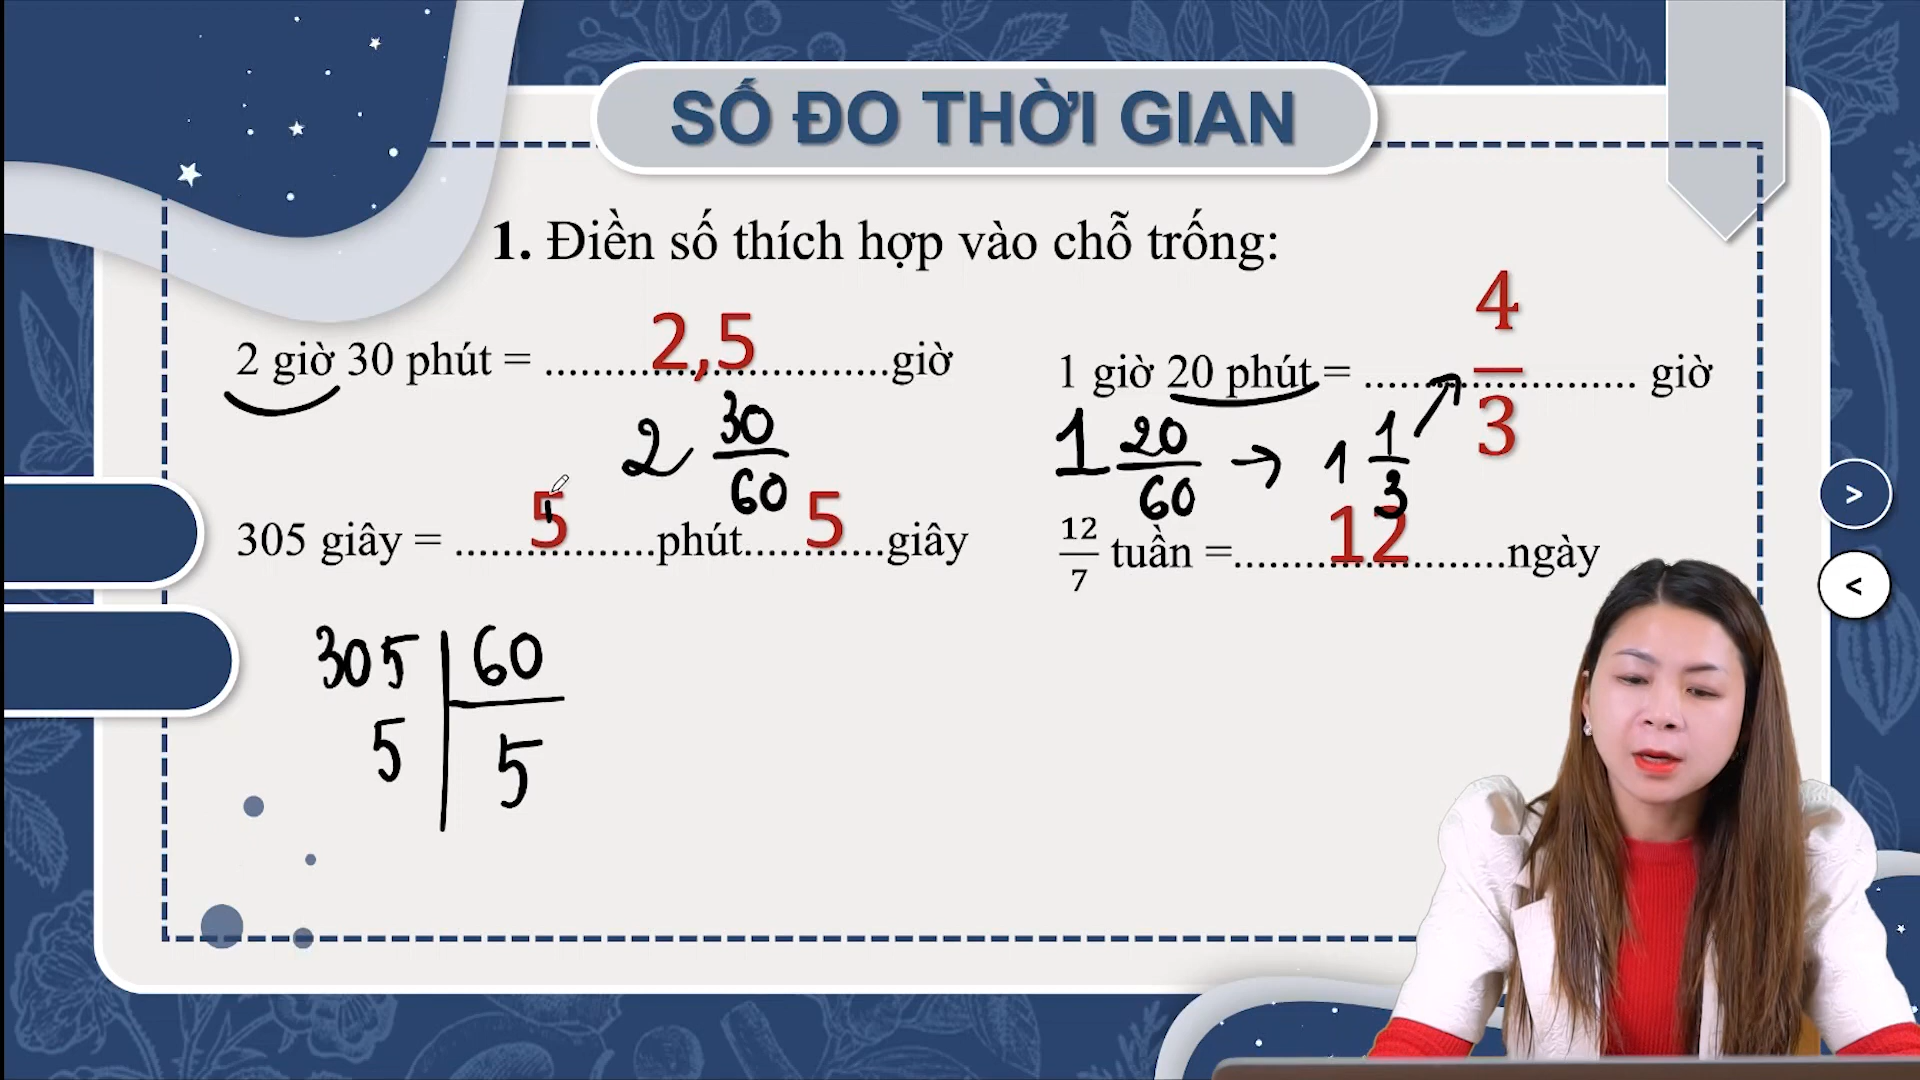 SỐ ĐO THỜI GIAN
1. Điền số thích hợp vào chỗ trống:
2 giờ 30 phút = ........2,5........giờ
1 giờ 20 phút = ........4/3........ giờ
2 30/60
1 20/60 → 1 1/3
305 giây = ........5........phút........5........giây
12/7 tuần =........12........ngày
305 | 60
5 | 5
>
<